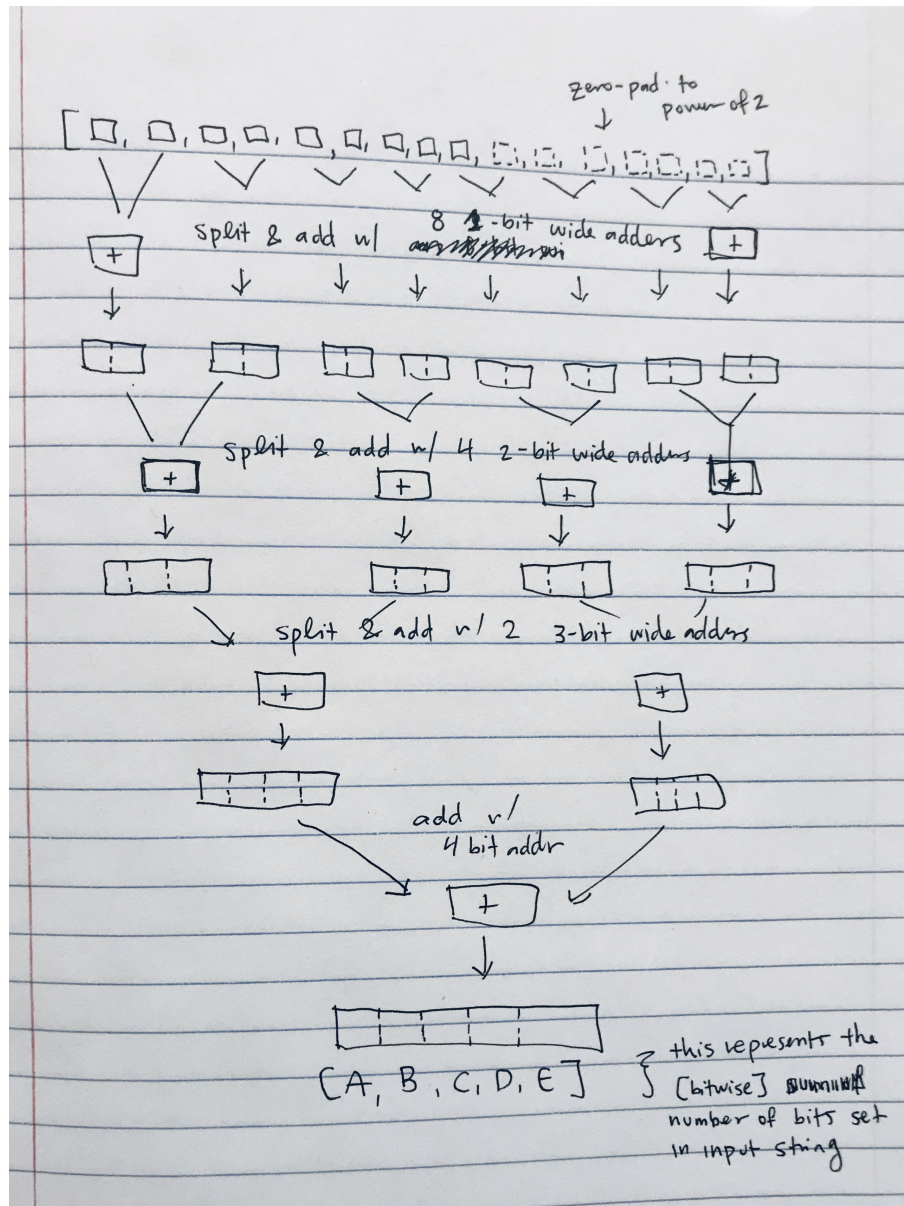 zero-pad to
power of 2
↓
[□, □, □, □, □, □, □, □, □, □, □, □, □, □, □, □]
split & add w/ 8 1-bit wide adders
+ +
split & add w/ 4 2-bit wide adders
+ + + +
split & add w/ 2 3-bit wide adders
+ +
add w/
4 bit addr
+
[A, B, C, D, E] } this represents the
[bitwise]
number of bits set
in input string